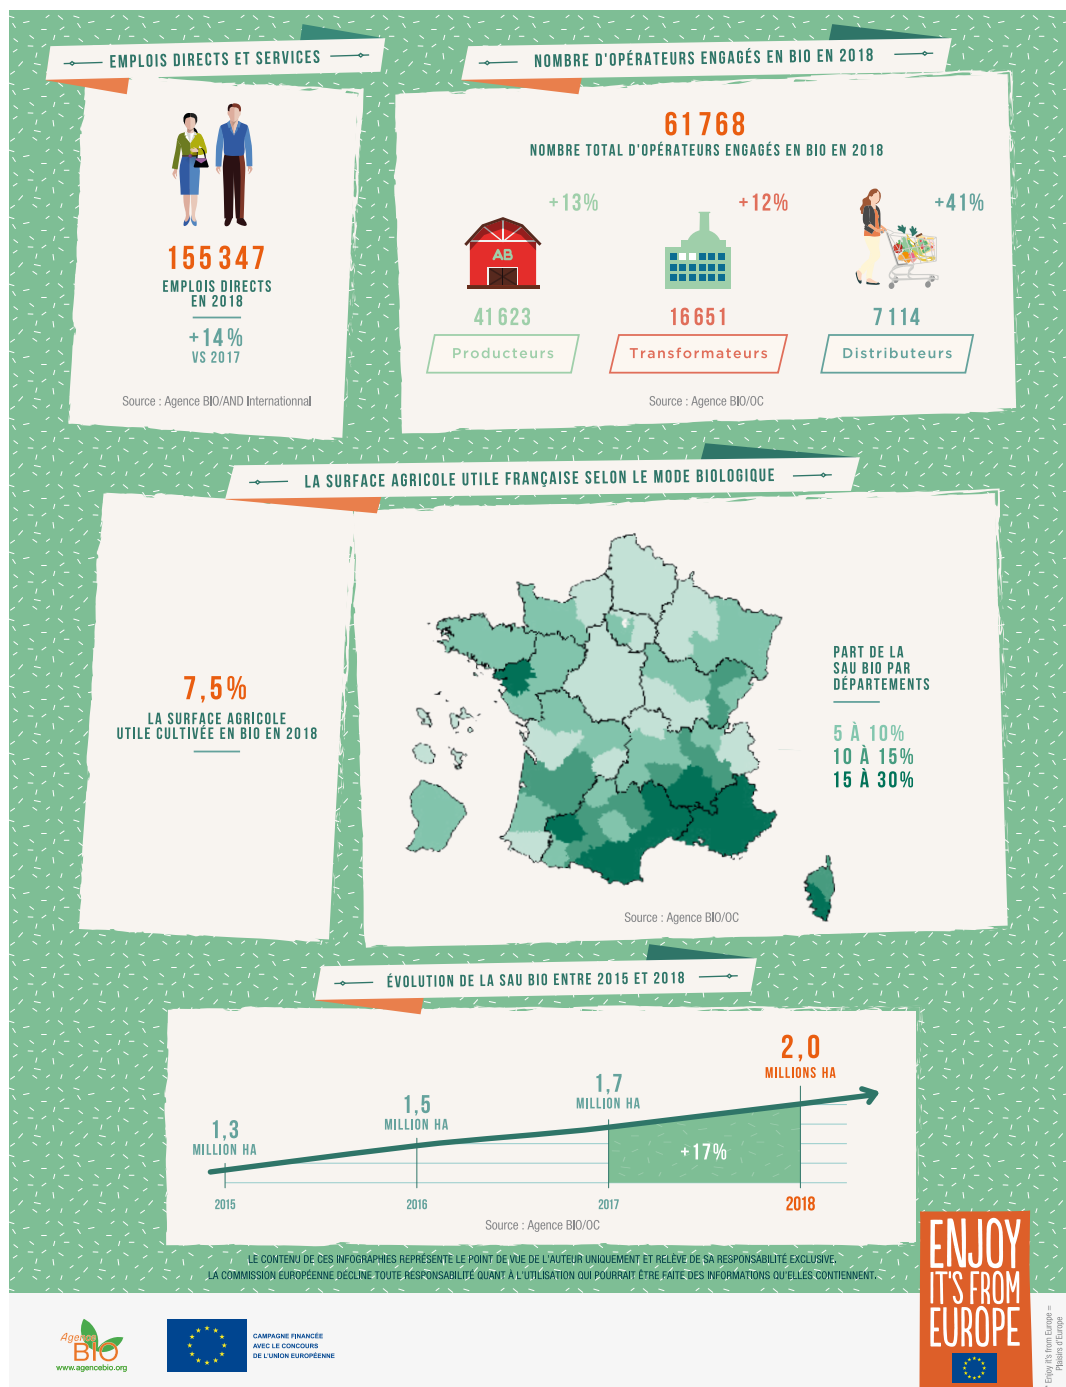 EMPLOIS DIRECTS ET SERVICES
155 347
EMPLOIS DIRECTS
EN 2018
+14%
VS 2017
Source : Agence BIO/AND Internationnal
NOMBRE D'OPÉRATEURS ENGAGÉS EN BIO EN 2018
61 768
NOMBRE TOTAL D'OPÉRATEURS ENGAGÉS EN BIO EN 2018
+13%
+12%
+41%
AB
41 623
16 651
7 114
Producteurs
Transformateurs
Distributeurs
Source : Agence BIO/OC
LA SURFACE AGRICOLE UTILE FRANÇAISE SELON LE MODE BIOLOGIQUE
7,5%
LA SURFACE AGRICOLE
UTILE CULTIVÉE EN BIO EN 2018
PART DE LA
SAU BIO PAR
DÉPARTEMENTS
5 À 10%
10 À 15%
15 À 30%
Source : Agence BIO/OC
ÉVOLUTION DE LA SAU BIO ENTRE 2015 ET 2018
1,3
MILLION HA
1,5
MILLION HA
1,7
MILLION HA
2,0
MILLIONS HA
+17%
2015
2016
2017
2018
Source : Agence BIO/OC
LE CONTENU DE CES INFOGRAPHIES REPRÉSENTE LE POINT DE VUE DE L'AUTEUR UNIQUEMENT ET RELÈVE DE SA RESPONSABILITÉ EXCLUSIVE.
LA COMMISSION EUROPÉENNE DÉCLINE TOUTE RESPONSABILITÉ QUANT À L'UTILISATION QUI POURRAIT ÊTRE FAITE DES INFORMATIONS QU'ELLES CONTIENNENT.
Agence
BIO
www.agencebio.org
CAMPAGNE FINANCÉE
AVEC LE CONCOURS
DE L'UNION EUROPÉENNE
ENJOY
IT'S FROM
EUROPE
* Enjoy it's from Europe =
Plaisirs d'Europe